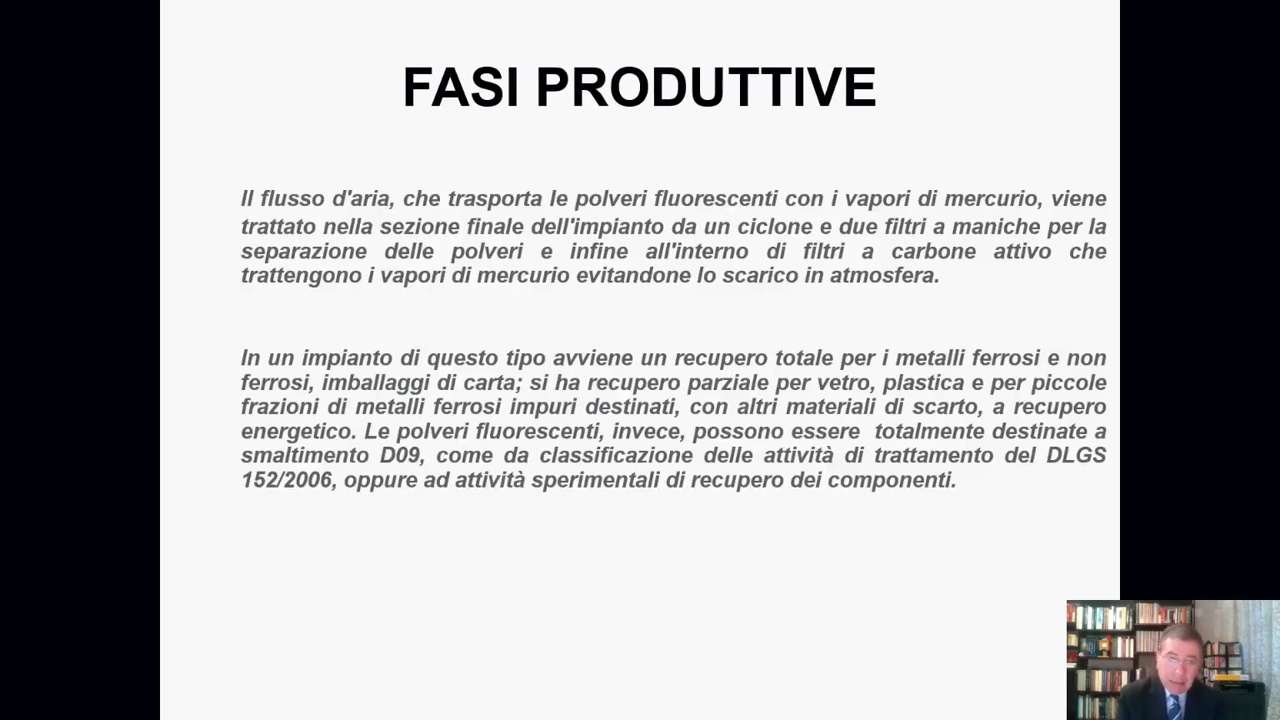 FASI PRODUTTIVE
Il flusso d'aria, che trasporta le polveri fluorescenti con i vapori di mercurio, viene
trattato nella sezione finale dell'impianto da un ciclone e due filtri a maniche per la
separazione delle polveri e infine all'interno di filtri a carbone attivo che
trattengono i vapori di mercurio evitandone lo scarico in atmosfera.
In un impianto di questo tipo avviene un recupero totale per i metalli ferrosi e non
ferrosi, imballaggi di carta; si ha recupero parziale per vetro, plastica e per piccole
frazioni di metalli ferrosi impuri destinati, con altri materiali di scarto, a recupero
energetico. Le polveri fluorescenti, invece, possono essere  totalmente destinate a
smaltimento D09, come da classificazione delle attività di trattamento del DLGS
152/2006, oppure ad attività sperimentali di recupero dei componenti.